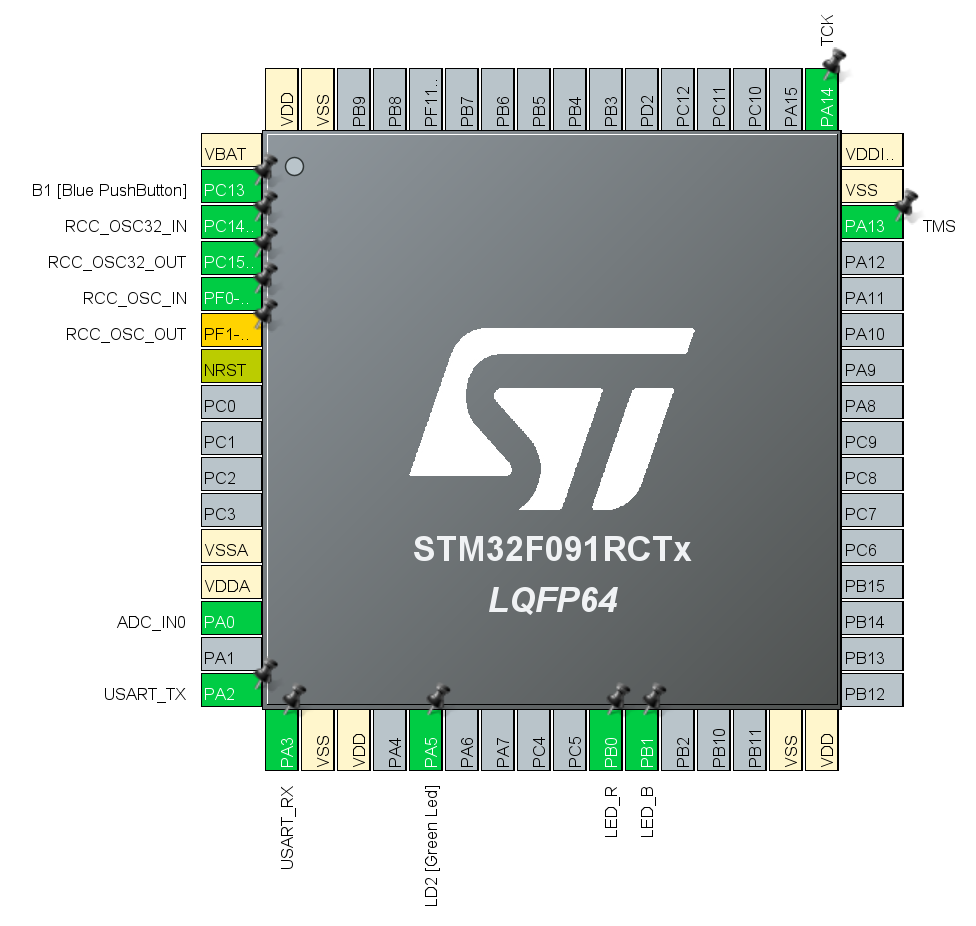 TCK
VDD
VSS
PB9
PB8
PF11..
PB7
PB6
PB5
PB4
PB3
PD2
PC12
PC11
PC10
PA15
PA14
VBAT
B1 [Blue PushButton] PC13
RCC_OSC32_IN PC14..
RCC_OSC32_OUT PC15..
RCC_OSC_IN PF0-..
RCC_OSC_OUT PF1-..
NRST
PC0
PC1
PC2
PC3
VSSA
VDDA
ADC_IN0 PA0
PA1
USART_TX PA2
ST
STM32F091RCTx
LQFP64
VDDI..
VSS
PA13 TMS
PA12
PA11
PA10
PA9
PA8
PC9
PC8
PC7
PC6
PB15
PB14
PB13
PB12
PA3
VSS
VDD
PA4
PA5
PA6
PA7
PC4
PC5
PB0
PB1
PB2
PB10
PB11
VSS
VDD
USART_RX
LD2 [Green Led]
LED_R
LED_B